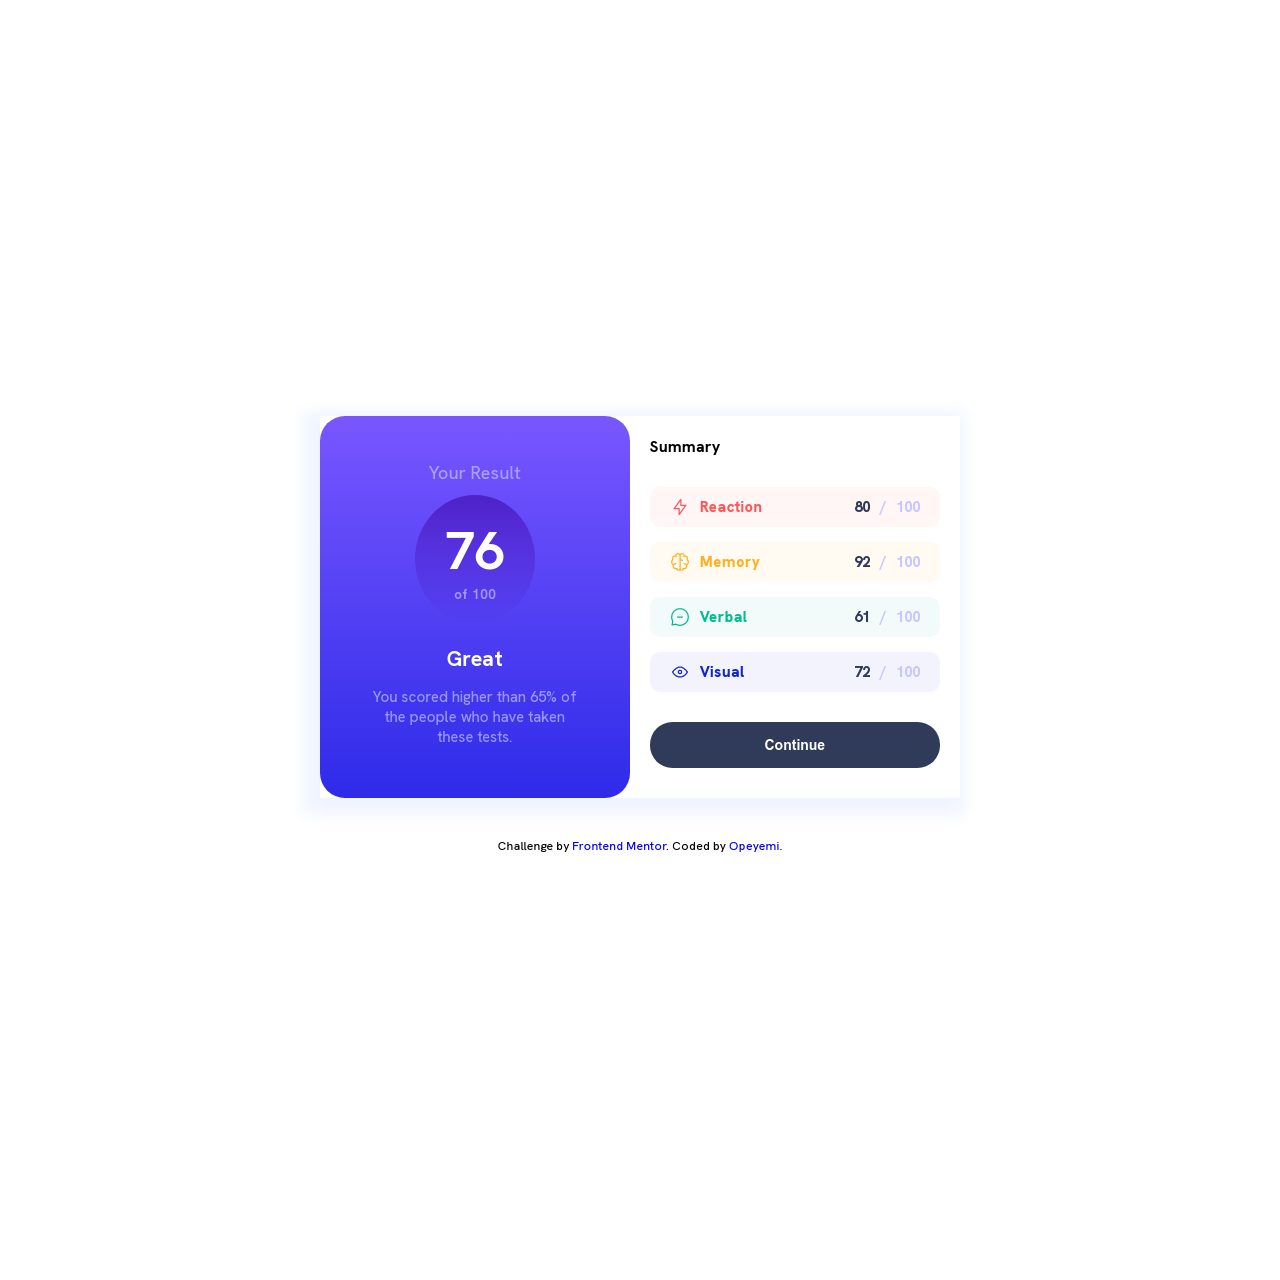 Your Result
76
of 100
Great
You scored higher than 65% of
the people who have taken
these tests.
Summary
Reaction 80 / 100
Memory 92 / 100
Verbal 61 / 100
Visual 72 / 100
Continue
Challenge by Frontend Mentor. Coded by Opeyemi.